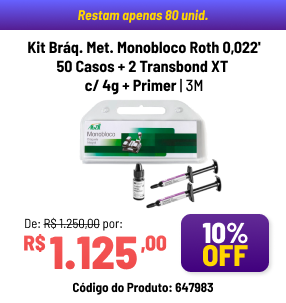 Restam apenas 80 unid.
Kit Bráq. Met. Monobloco Roth 0,022'
50 Casos + 2 Transbond XT
c/ 4g + Primer | 3M
Monobloco
De: R$ 1.250,00 por:
R$ 1.125,00
10%
OFF
Código do Produto: 647983